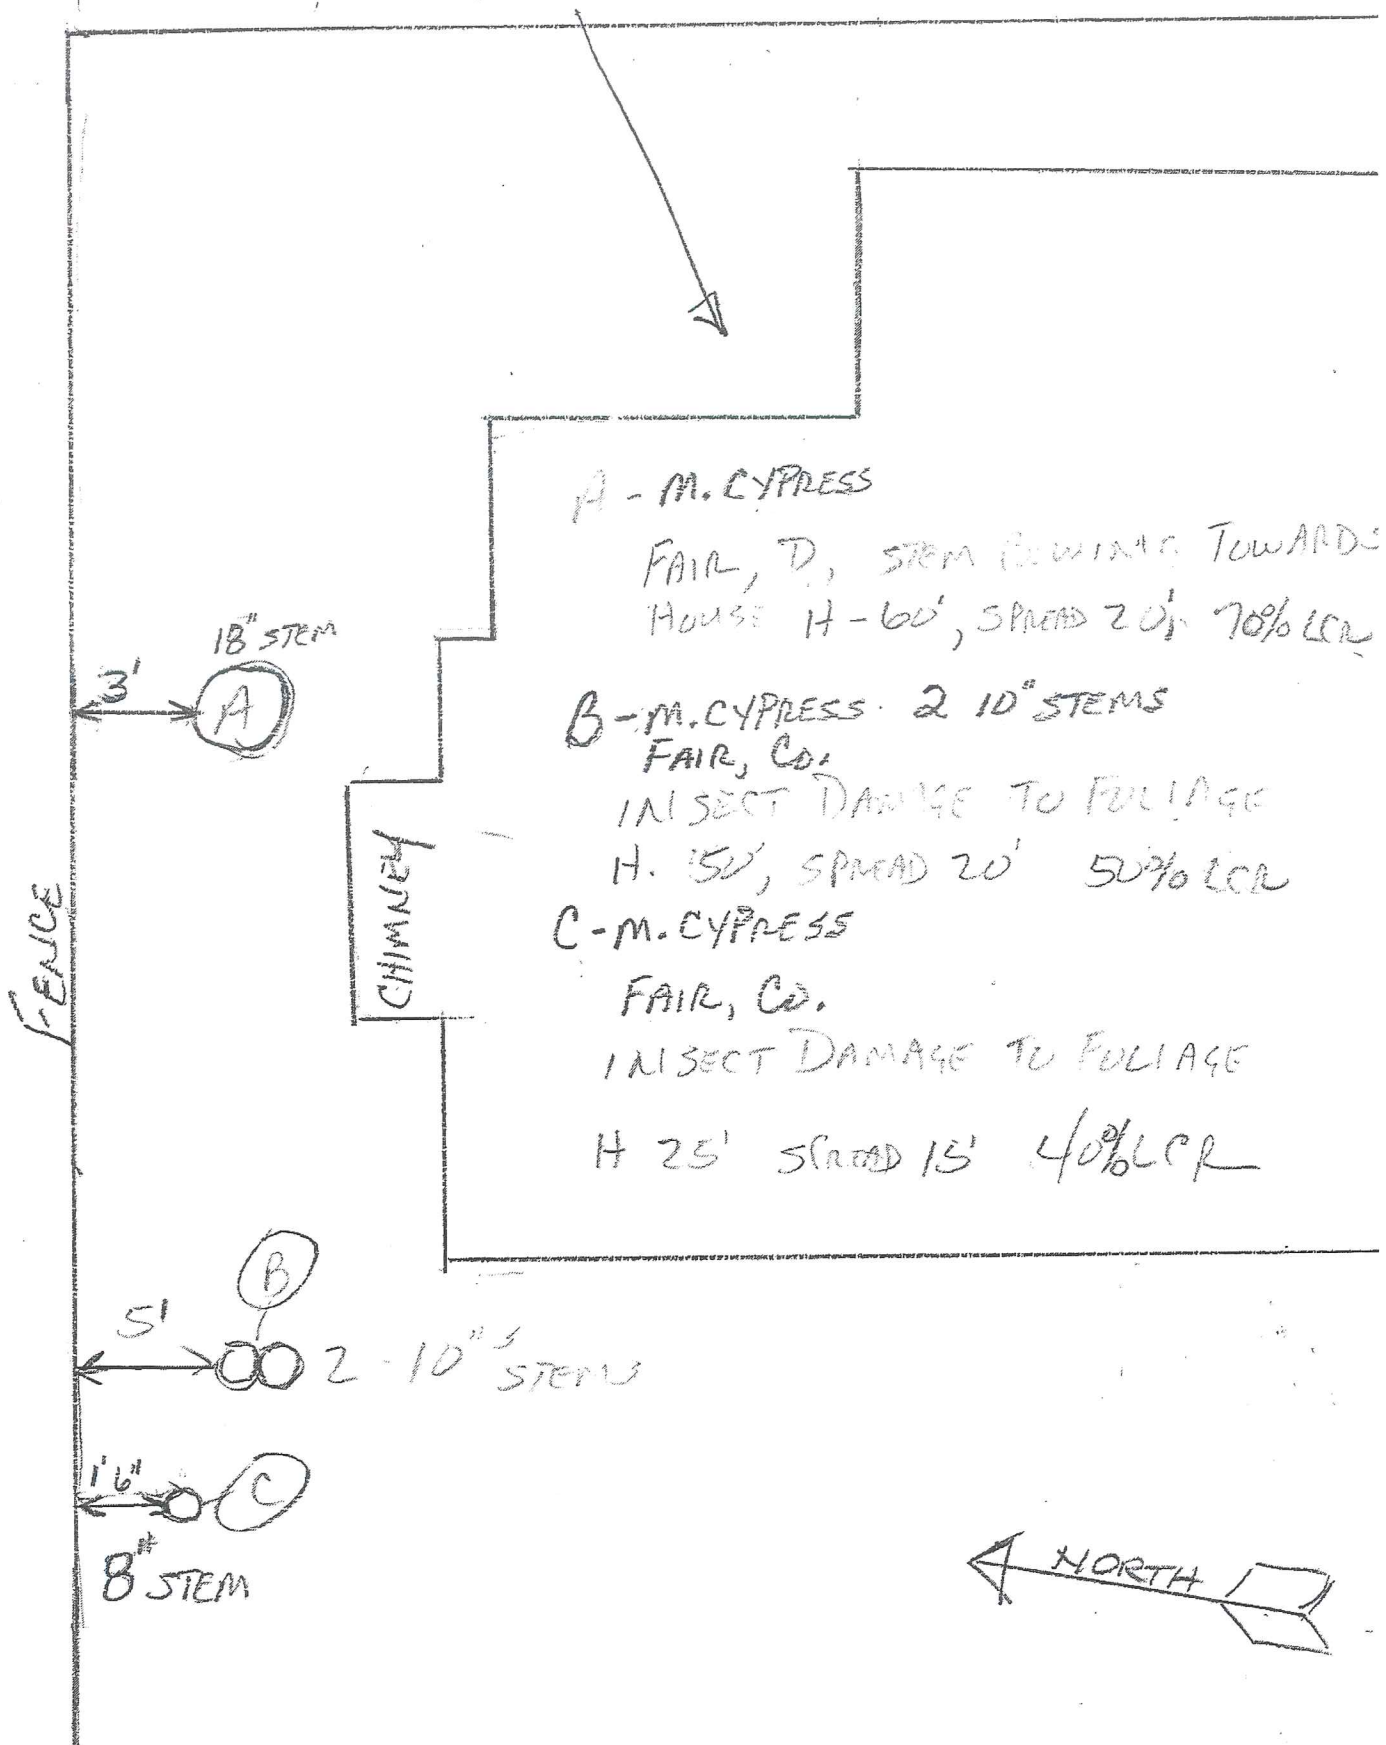 A - M. CYPRESS
FAIR, D, STEM BOWING TOWARDS
HOUSE H - 60', SPREAD 20', 70% LCR
18" STEM
3'
A
B - M. CYPRESS. 2 10" STEMS
FAIR, CO.
INSECT DAMAGE TO FOLIAGE
H. 50', SPREAD 20' 50% LCR
CHIMNEY
FENCE
C - M. CYPRESS
FAIR, CO.
INSECT DAMAGE TO FOLIAGE
H 25' SPREAD 15' 40% LCR
B
5'
2 - 10"s STEMS
1'6"
C
8" STEM
NORTH